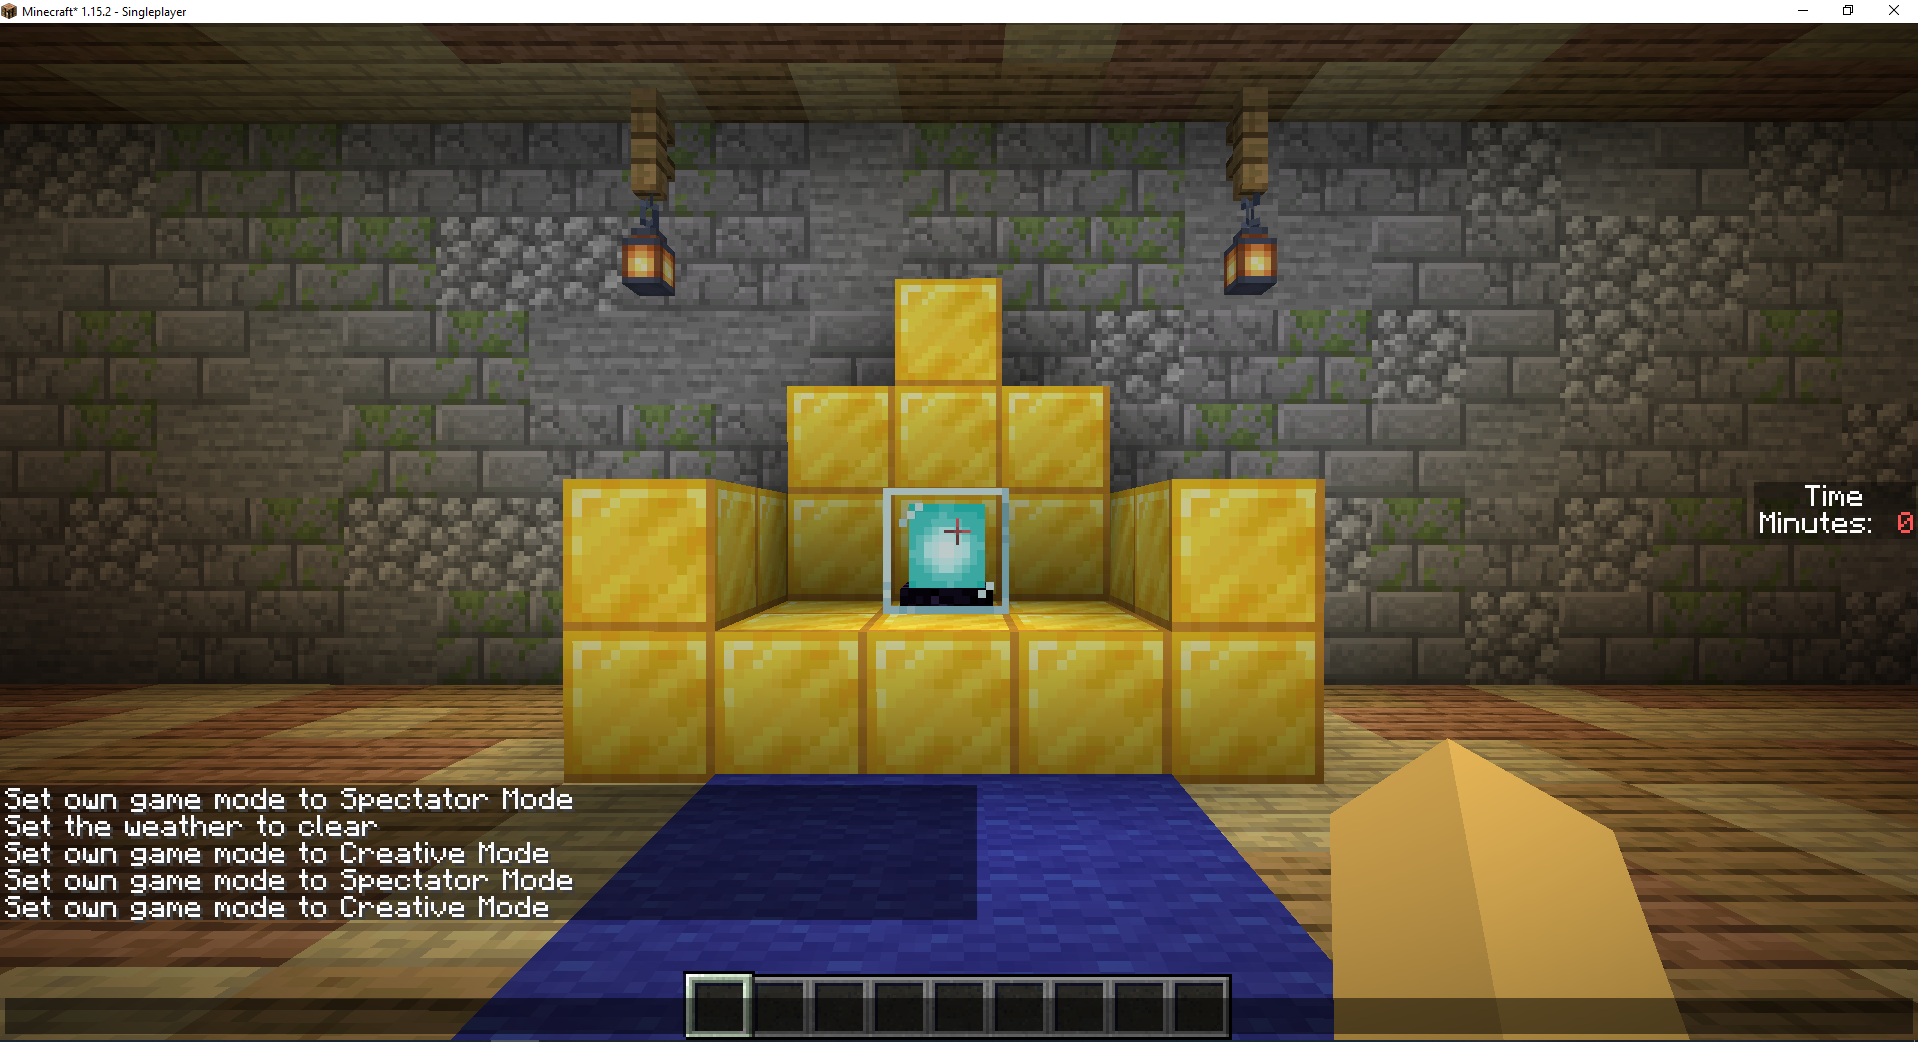 Minecraft* 1.15.2 - Singleplayer
Time
Minutes: 0
Set own game mode to Spectator Mode
Set the weather to clear
Set own game mode to Creative Mode
Set own game mode to Spectator Mode
Set own game mode to Creative Mode